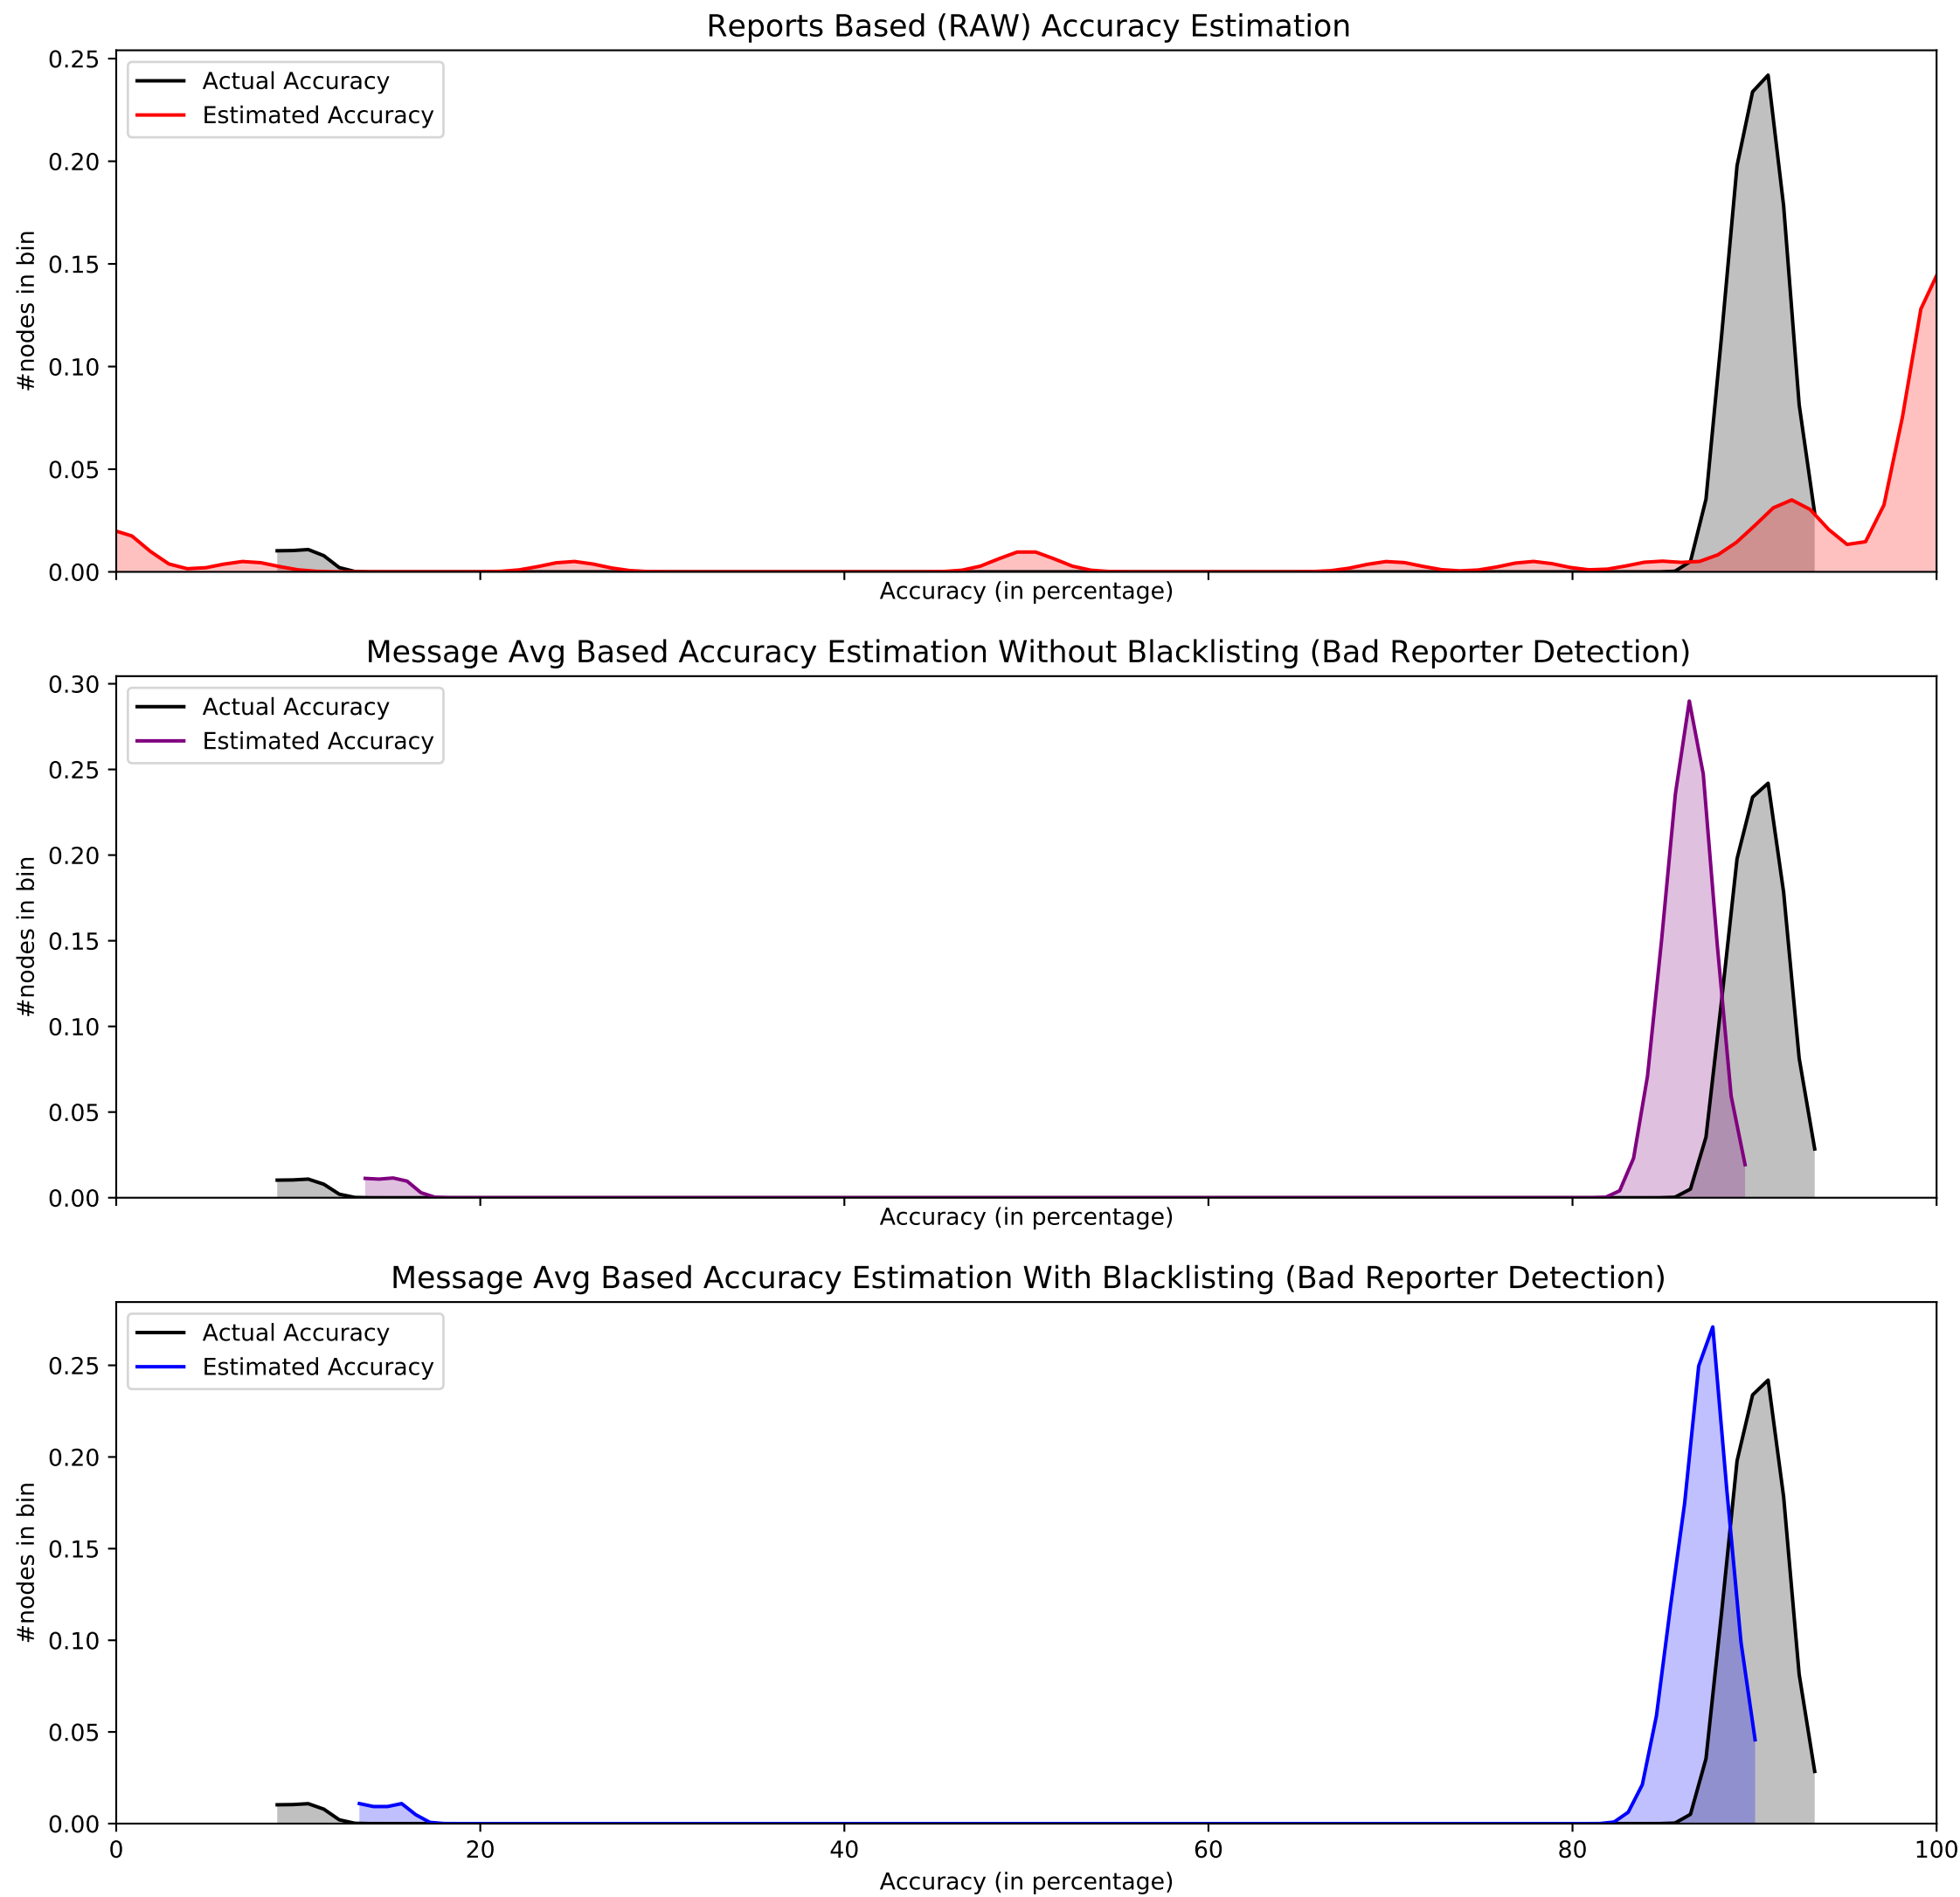 Reports Based (RAW) Accuracy Estimation
Actual Accuracy
Estimated Accuracy
#nodes in bin
0.25
0.20
0.15
0.10
0.05
0.00
Accuracy (in percentage)
Message Avg Based Accuracy Estimation Without Blacklisting (Bad Reporter Detection)
Actual Accuracy
Estimated Accuracy
#nodes in bin
0.30
0.25
0.20
0.15
0.10
0.05
0.00
Accuracy (in percentage)
Message Avg Based Accuracy Estimation With Blacklisting (Bad Reporter Detection)
Actual Accuracy
Estimated Accuracy
#nodes in bin
0.25
0.20
0.15
0.10
0.05
0.00
0 20 40 60 80 100
Accuracy (in percentage)